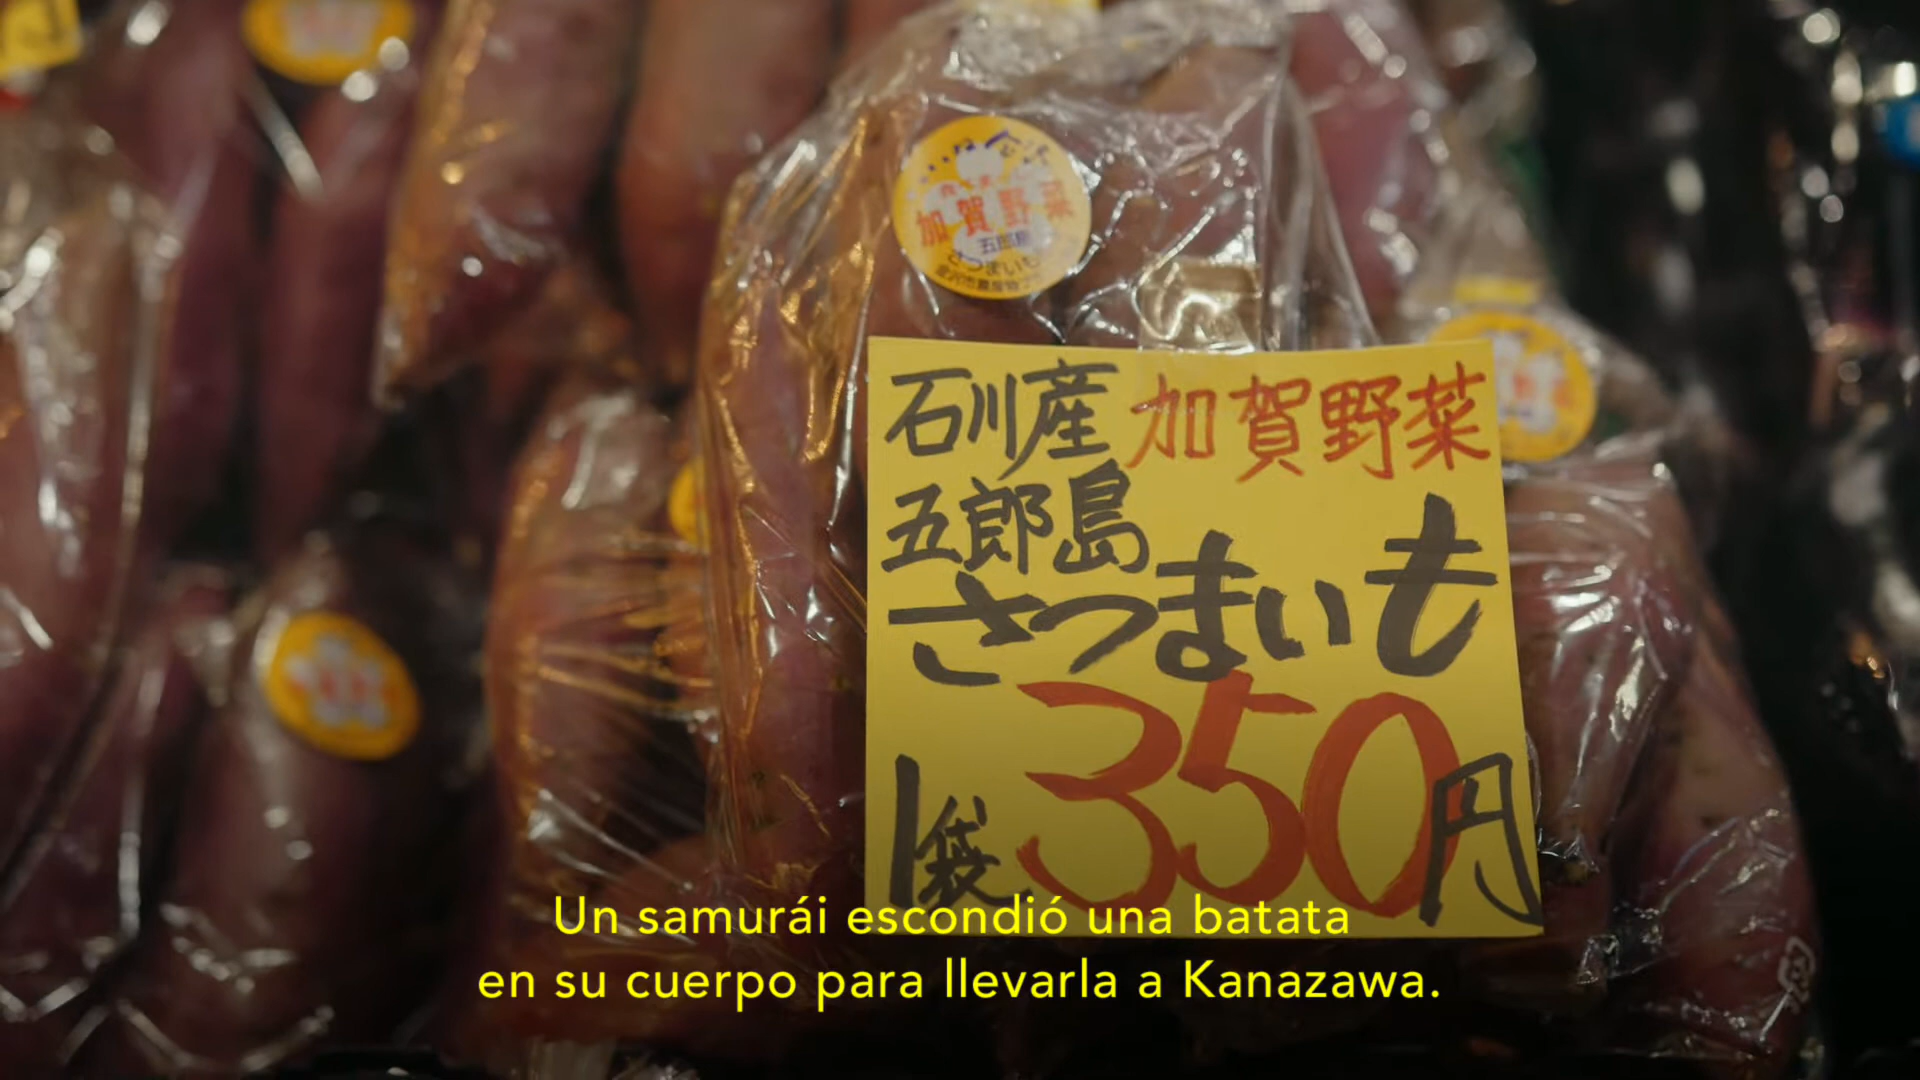 加賀野菜
五郎島
さつまいも
石川産 加賀野菜
五郎島
さつまいも
1袋 350円
Un samurái escondió una batata
en su cuerpo para llevarla a Kanazawa.